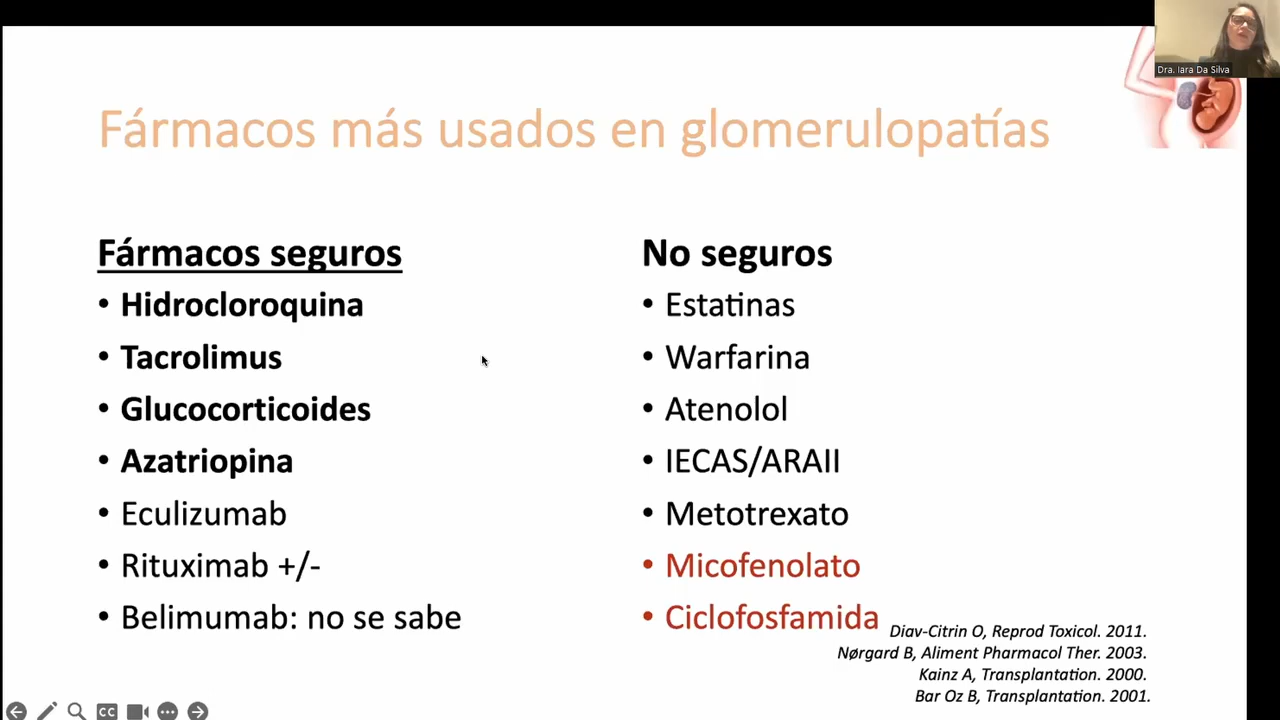 Dra. Iara Da Silva
Fármacos más usados en glomerulopatías
Fármacos seguros
• Hidrocloroquina
• Tacrolimus
• Glucocorticoides
• Azatriopina
• Eculizumab
• Rituximab +/-
• Belimumab: no se sabe
No seguros
• Estatinas
• Warfarina
• Atenolol
• IECAS/ARAII
• Metotrexato
• Micofenolato
• Ciclofosfamida
Diav-Citrin O, Reprod Toxicol. 2011.
Nørgard B, Aliment Pharmacol Ther. 2003.
Kainz A, Transplantation. 2000.
Bar Oz B, Transplantation. 2001.
CC